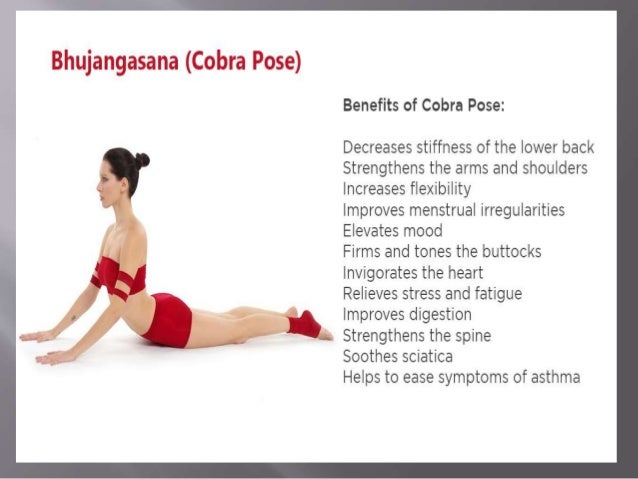 Bhujangasana (Cobra Pose)
Benefits of Cobra Pose:
Decreases stiffness of the lower back
Strengthens the arms and shoulders
Increases flexibility
Improves menstrual irregularities
Elevates mood
Firms and tones the buttocks
Invigorates the heart
Relieves stress and fatigue
Improves digestion
Strengthens the spine
Soothes sciatica
Helps to ease symptoms of asthma